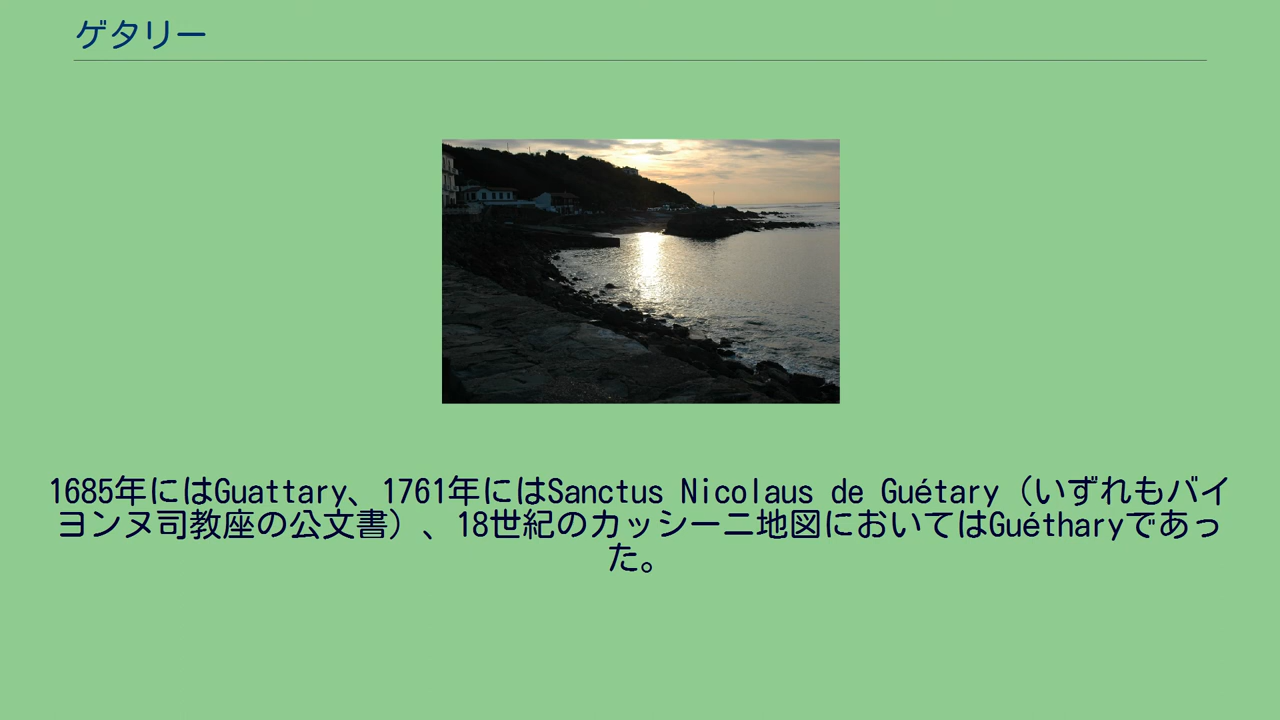 ゲタリー
1685年にはGuattary、1761年にはSanctus Nicolaus de Guétary（いずれもバイ
ヨンヌ司教座の公文書）、18世紀のカッシーニ地図においてはGuétharyであっ
た。